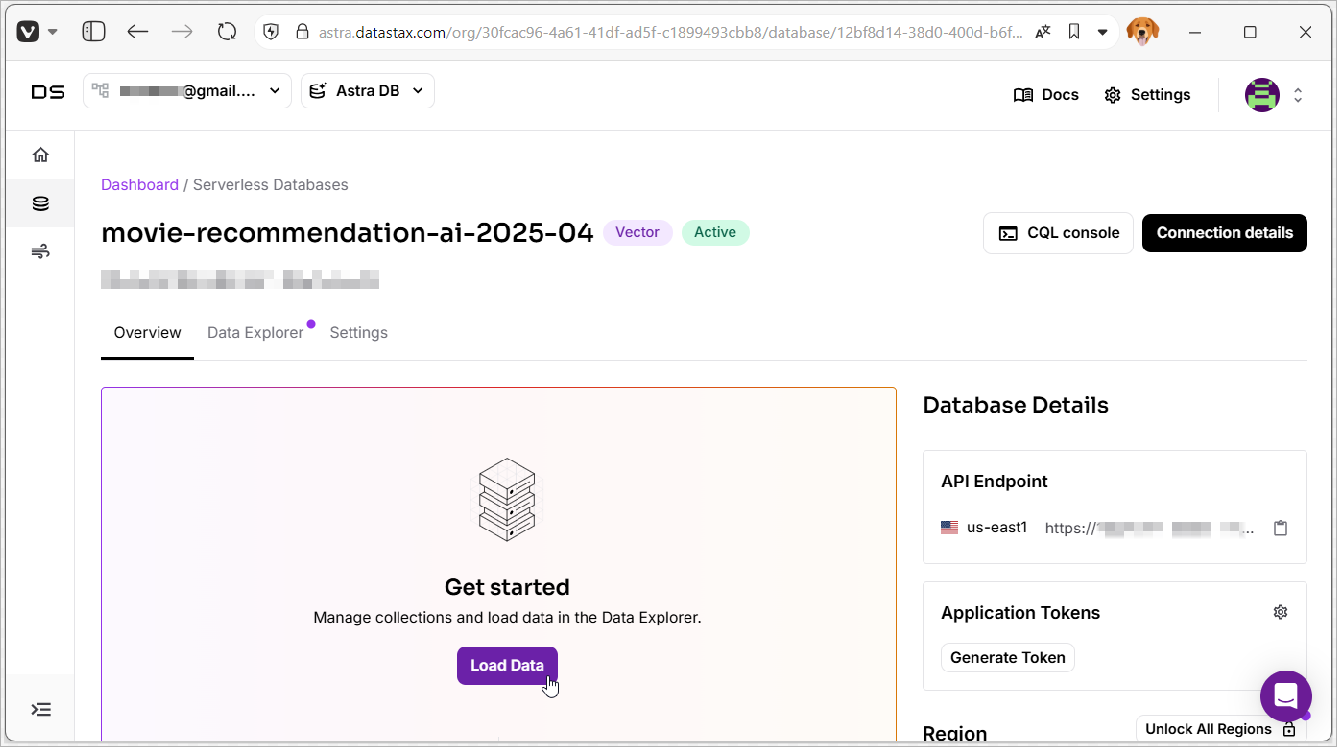 astra.datastax.com/org/30fcac96-4a61-41df-ad5f-c1899493cbb8/database/12bf8d14-38d0-400d-b6f...
DS
@gmail....
Astra DB
Docs
Settings
Dashboard / Serverless Databases
movie-recommendation-ai-2025-04
Vector
Active
CQL console
Connection details
Overview
Data Explorer
Settings
Get started
Manage collections and load data in the Data Explorer.
Load Data
Database Details
API Endpoint
us-east1
https://
...
Application Tokens
Generate Token
Region
Unlock All Regions